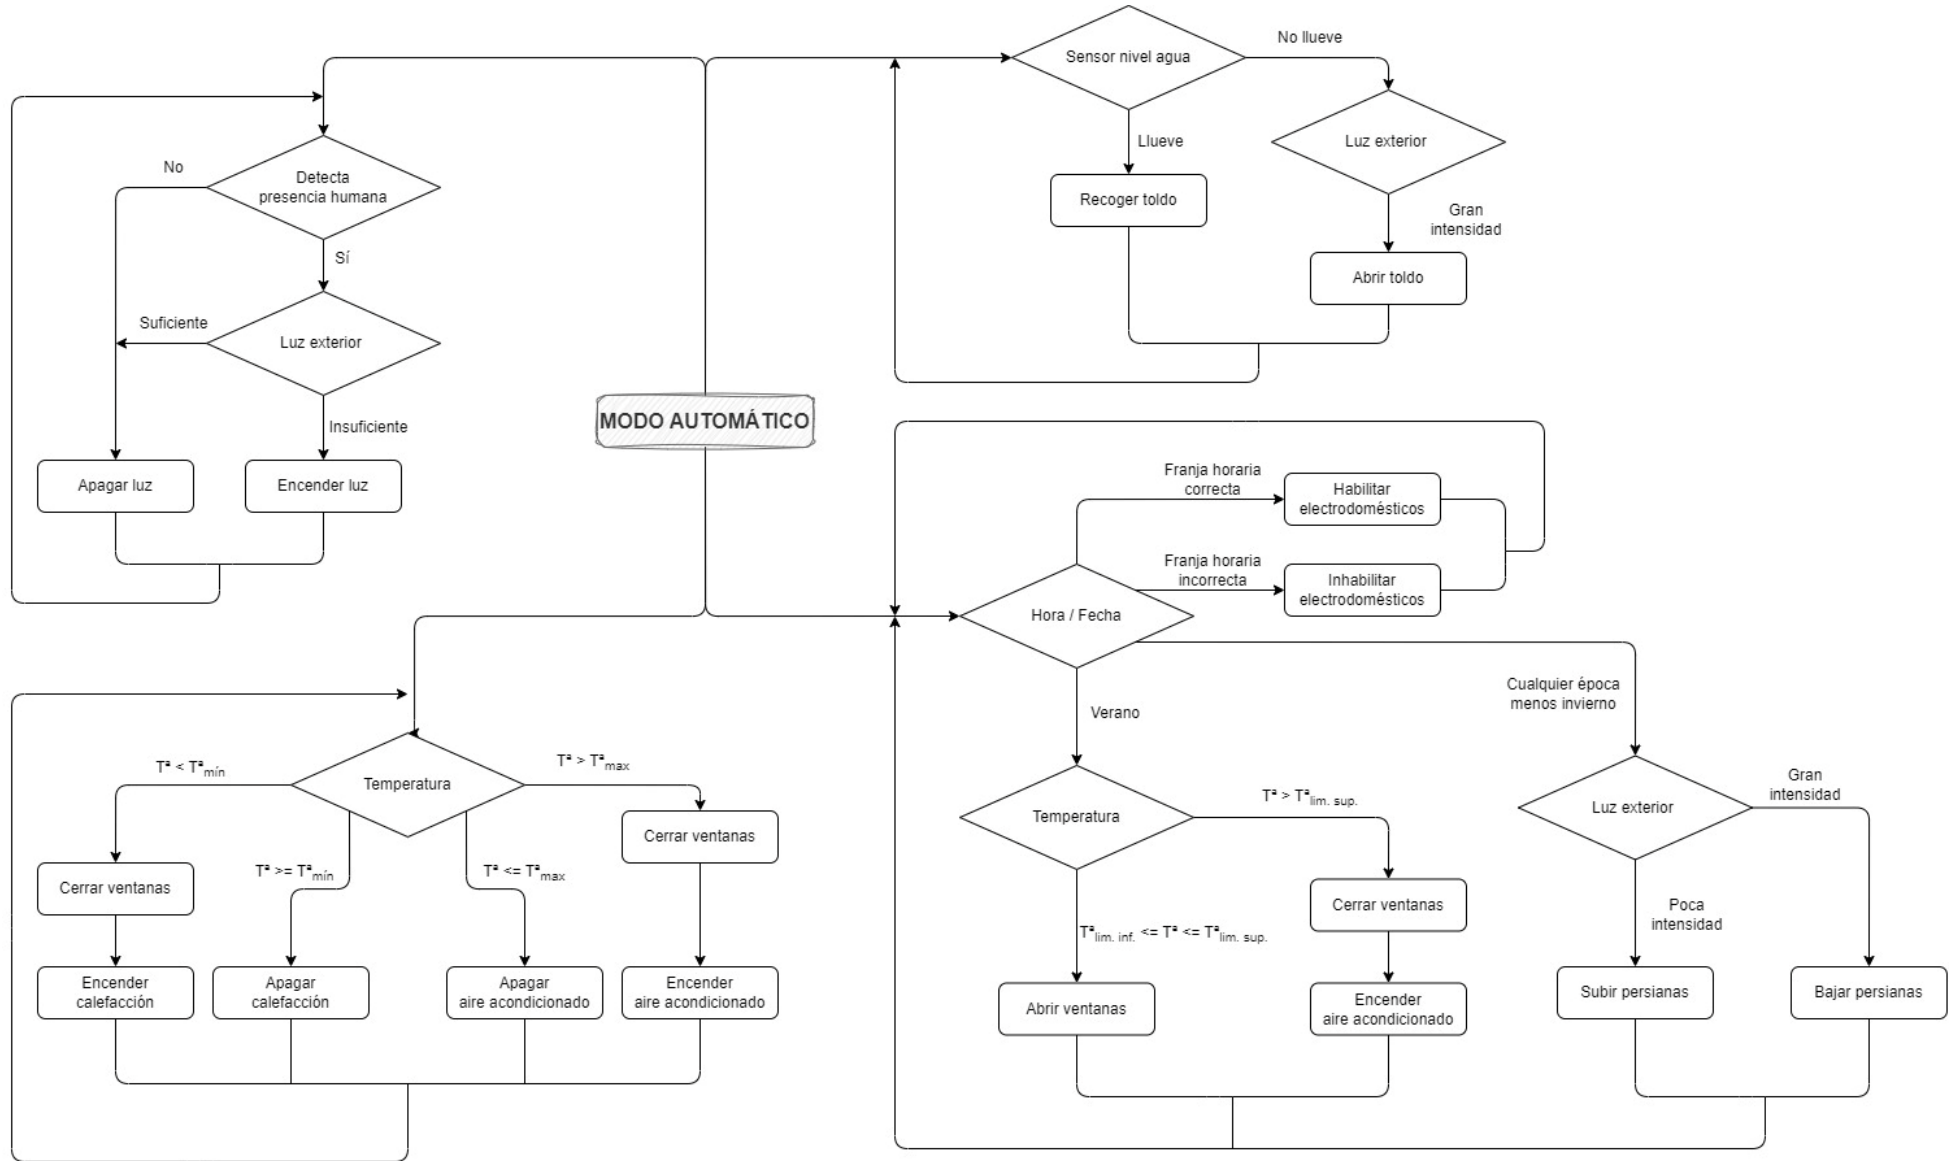 Sensor nivel agua
No llueve
Llueve
Luz exterior
Recoger toldo
Gran
intensidad
Abrir toldo
No
Detecta
presencia humana
Sí
Suficiente
Luz exterior
Insuficiente
Apagar luz
Encender luz
MODO AUTOMÁTICO
Franja horaria
correcta
Habilitar
electrodomésticos
Franja horaria
incorrecta
Inhabilitar
electrodomésticos
Hora / Fecha
Verano
Cualquier época
menos invierno
Tª < Tªmín
Temperatura
Tª > Tªmax
Cerrar ventanas
Tª >= Tªmín
Tª <= Tªmax
Cerrar ventanas
Encender
calefacción
Apagar
calefacción
Apagar
aire acondicionado
Encender
aire acondicionado
Temperatura
Tª > Tªlim. sup.
Cerrar ventanas
Tªlim. inf. <= Tª <= Tªlim. sup.
Abrir ventanas
Encender
aire acondicionado
Luz exterior
Gran
intensidad
Poca
intensidad
Subir persianas
Bajar persianas